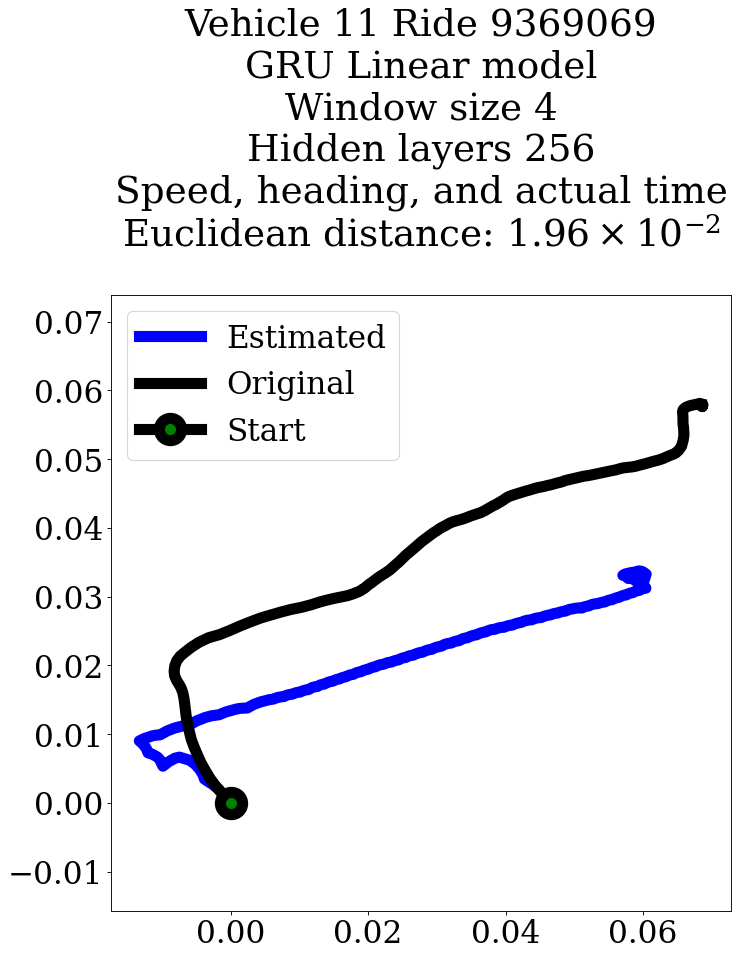 Vehicle 11 Ride 9369069
GRU Linear model
Window size 4
Hidden layers 256
Speed, heading, and actual time
Euclidean distance: 1.96 × 10⁻²
Estimated
Original
Start
0.07
0.06
0.05
0.04
0.03
0.02
0.01
0.00
−0.01
0.00 0.02 0.04 0.06